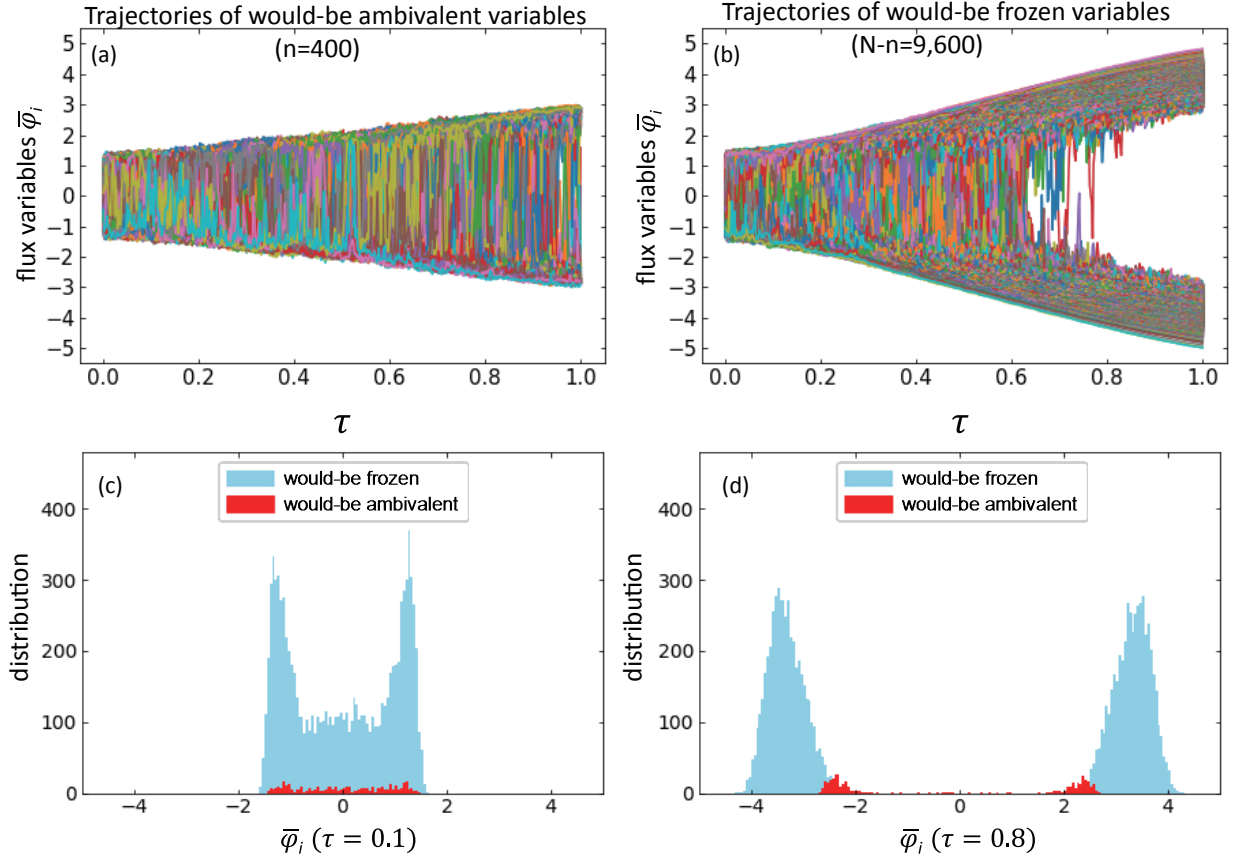 Trajectories of would-be ambivalent variables
(n=400)
(a)
flux variables φ̅ᵢ
5
4
3
2
1
0
−1
−2
−3
−4
−5
0.0 0.2 0.4 0.6 0.8 1.0
τ
Trajectories of would-be frozen variables
(N-n=9,600)
(b)
flux variables φ̅ᵢ
5
4
3
2
1
0
−1
−2
−3
−4
−5
0.0 0.2 0.4 0.6 0.8 1.0
τ
(c)
would-be frozen
would-be ambivalent
distribution
400
300
200
100
0
−4 −2 0 2 4
φ̅ᵢ (τ = 0.1)
(d)
would-be frozen
would-be ambivalent
distribution
400
300
200
100
0
−4 −2 0 2 4
φ̅ᵢ (τ = 0.8)